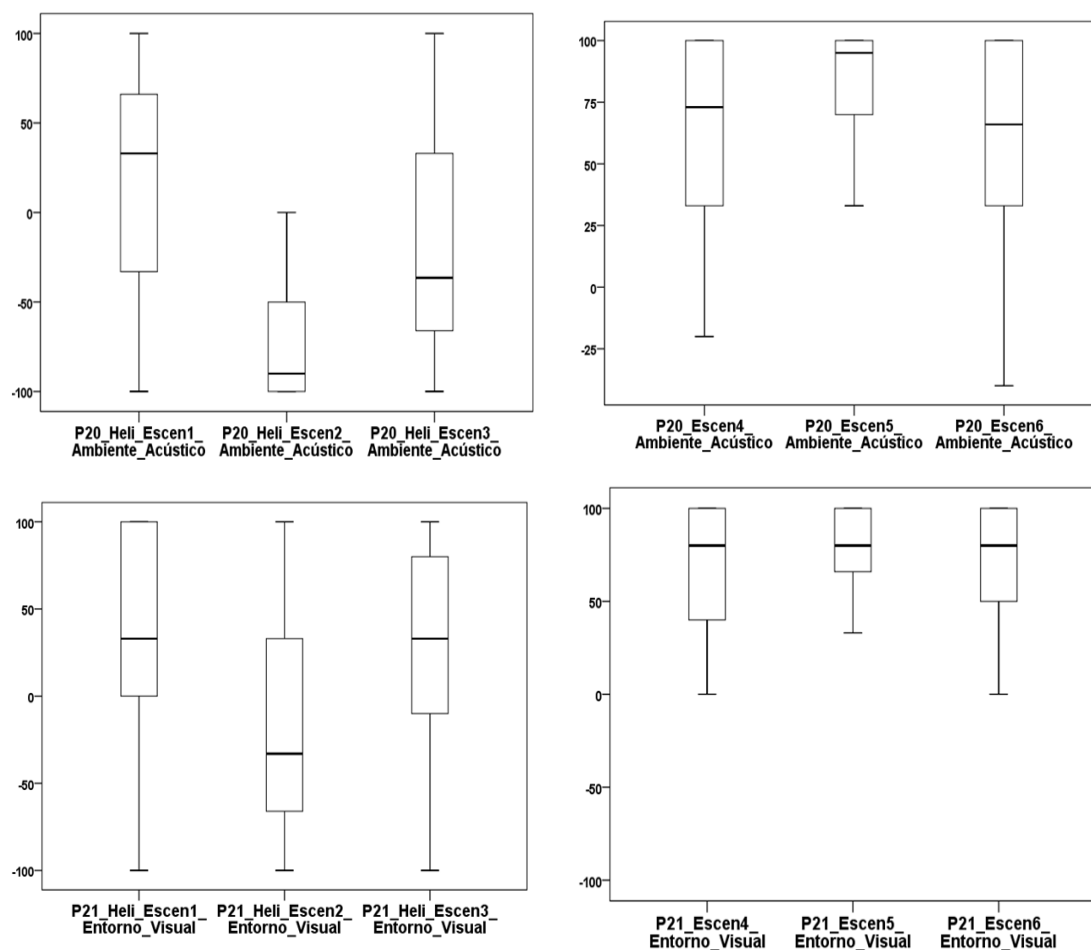 100
50
0
-50
-100
P20_Heli_Escen1_ P20_Heli_Escen2_ P20_Heli_Escen3_
Ambiente_Acústico Ambiente_Acústico Ambiente_Acústico
100
75
50
25
0
-25
P20_Escen4_ P20_Escen5_ P20_Escen6_
Ambiente_Acústico Ambiente_Acústico Ambiente_Acústico
100
50
0
-50
-100
P21_Heli_Escen1_ P21_Heli_Escen2_ P21_Heli_Escen3_
Entorno_Visual Entorno_Visual Entorno_Visual
100
50
0
-50
-100
P21_Escen4_ P21_Escen5_ P21_Escen6_
Entorno_Visual Entorno_Visual Entorno_Visual